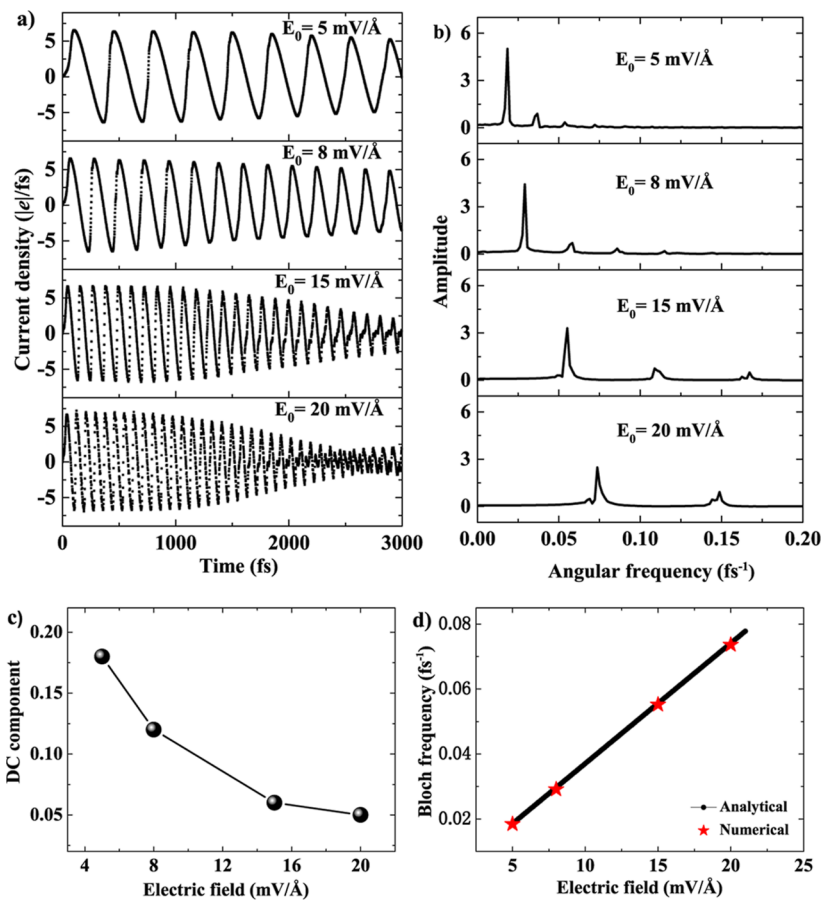 a)
E0= 5 mV/Å
5
0
-5
E0= 8 mV/Å
5
0
-5
E0= 15 mV/Å
5
0
-5
E0= 20 mV/Å
5
0
-5
0 1000 2000 3000
Time (fs)
Current density (|e|/fs)
b)
E0= 5 mV/Å
6
3
0
E0= 8 mV/Å
6
3
0
E0= 15 mV/Å
6
3
0
E0= 20 mV/Å
6
3
0
0.00 0.05 0.10 0.15 0.20
Angular frequency (fs-1)
Amplitude
c)
0.20
0.15
0.10
0.05
4 8 12 16 20
Electric field (mV/Å)
DC component
d)
0.08
0.06
0.04
0.02
Analytical
Numerical
5 10 15 20 25
Electric field (mV/Å)
Bloch frequency (fs-1)